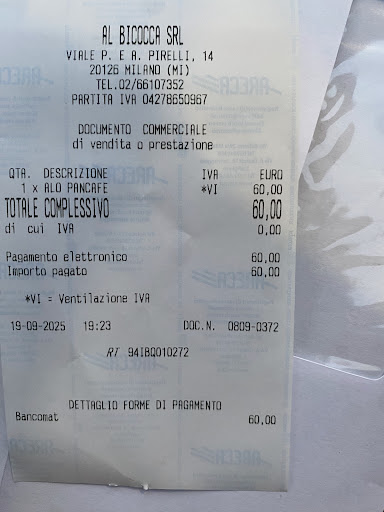 AL BICOCCA SRL
VIALE P. E A. PIRELLI, 14
20126 MILANO (MI)
TEL.02/66107352
PARTITA IVA 04278650967
DOCUMENTO COMMERCIALE
di vendita o prestazione
QTA. DESCRIZIONE IVA EURO
1 x ALO PANCAFE *VI 60,00
TOTALE COMPLESSIVO 60,00
di cui IVA 0,00
Pagamento elettronico 60,00
Importo pagato 60,00
*VI = Ventilazione IVA
19-09-2025 19:23 DOC.N. 0809-0372
RT 94IBQ010272
DETTAGLIO FORME DI PAGAMENTO
Bancomat 60,00